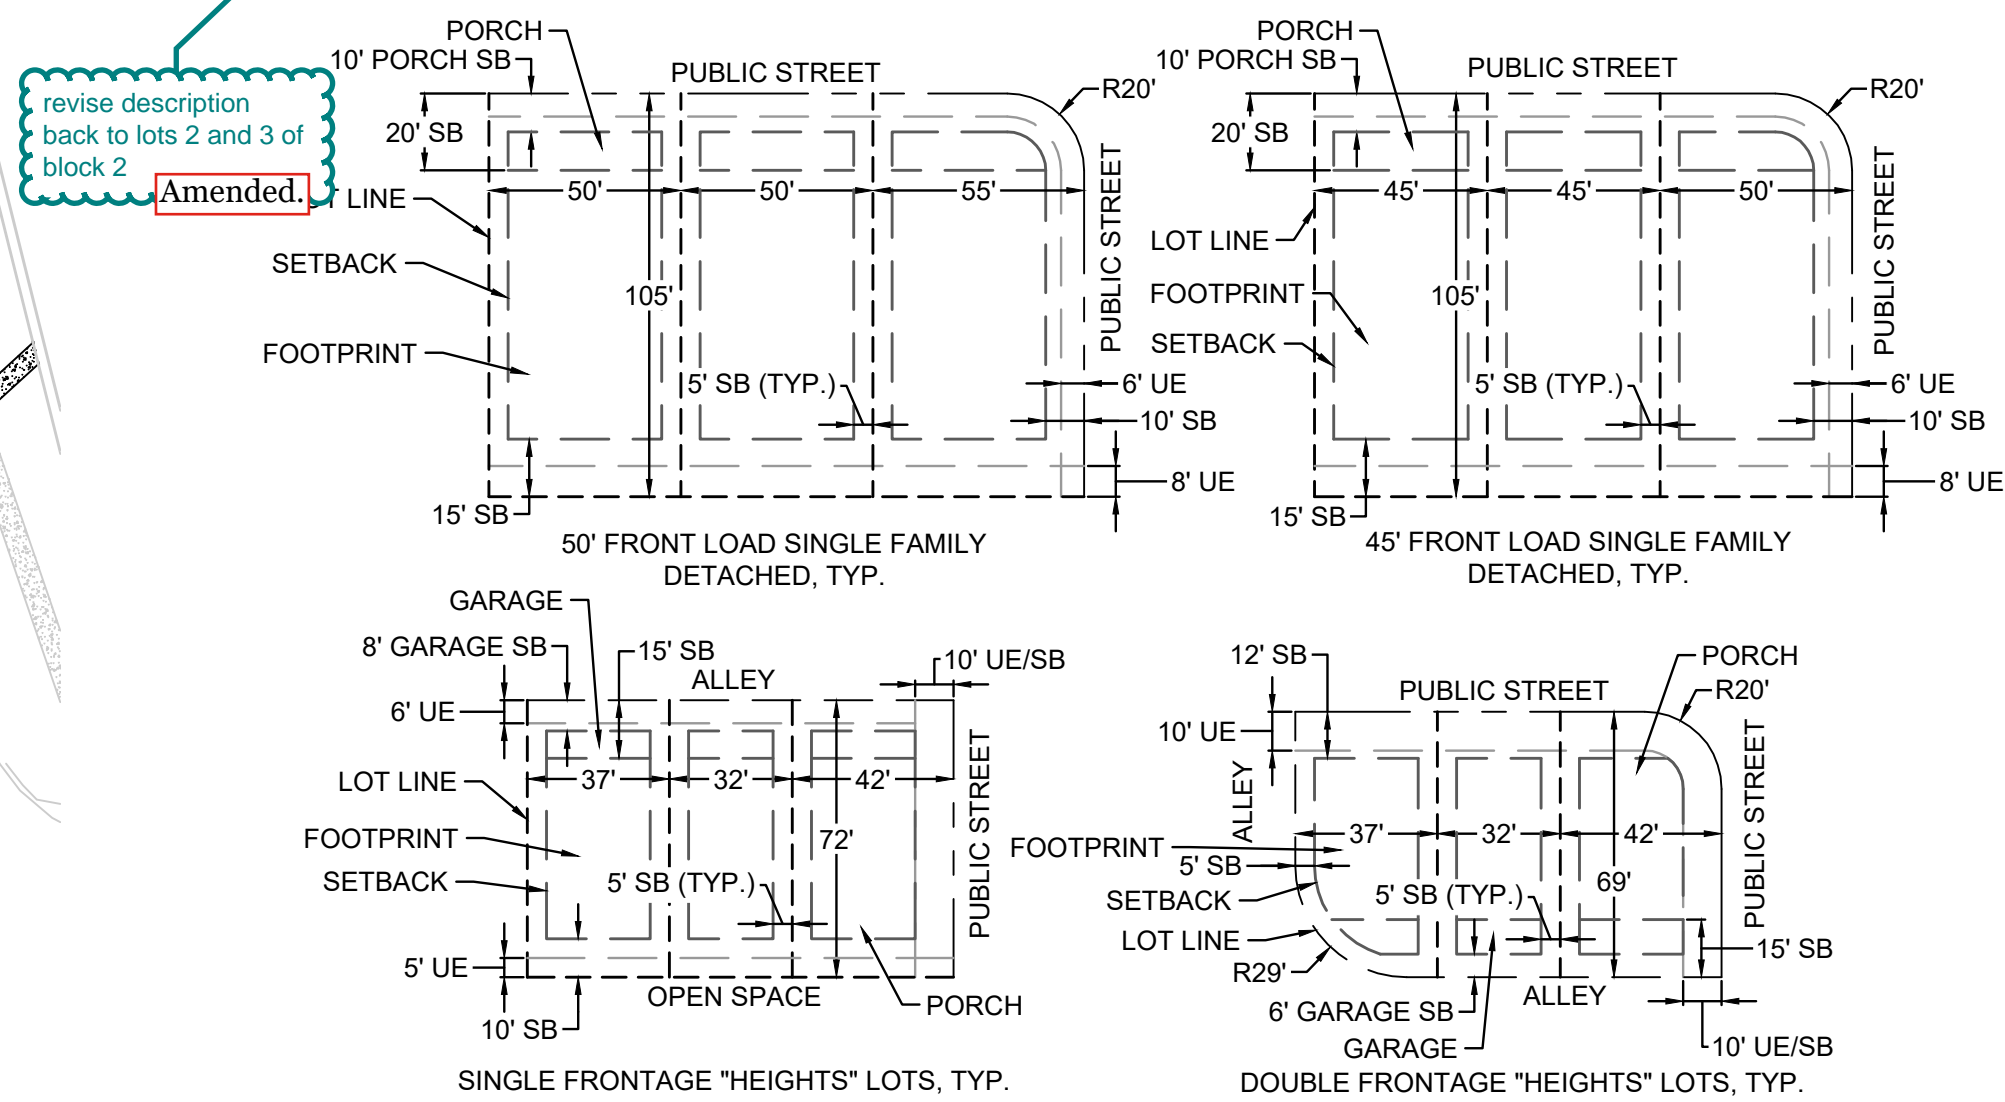 revise description
back to lots 2 and 3 of
block 2
Amended.
PORCH
10' PORCH SB
PUBLIC STREET
R20'
20' SB
50'
50'
55'
T LINE
SETBACK
105'
FOOTPRINT
PUBLIC STREET
5' SB (TYP.)
6' UE
10' SB
8' UE
15' SB
50' FRONT LOAD SINGLE FAMILY
DETACHED, TYP.
PORCH
10' PORCH SB
PUBLIC STREET
R20'
20' SB
45'
45'
50'
LOT LINE
FOOTPRINT
105'
SETBACK
PUBLIC STREET
5' SB (TYP.)
6' UE
10' SB
8' UE
15' SB
45' FRONT LOAD SINGLE FAMILY
DETACHED, TYP.
GARAGE
8' GARAGE SB
15' SB
10' UE/SB
ALLEY
6' UE
LOT LINE
37'
32'
42'
FOOTPRINT
72'
SETBACK
5' SB (TYP.)
PUBLIC STREET
5' UE
OPEN SPACE
PORCH
10' SB
SINGLE FRONTAGE "HEIGHTS" LOTS, TYP.
12' SB
PORCH
PUBLIC STREET
R20'
10' UE
ALLEY
37'
32'
42'
FOOTPRINT
5' SB
69'
SETBACK
5' SB (TYP.)
PUBLIC STREET
LOT LINE
15' SB
R29'
ALLEY
6' GARAGE SB
GARAGE
10' UE/SB
DOUBLE FRONTAGE "HEIGHTS" LOTS, TYP.